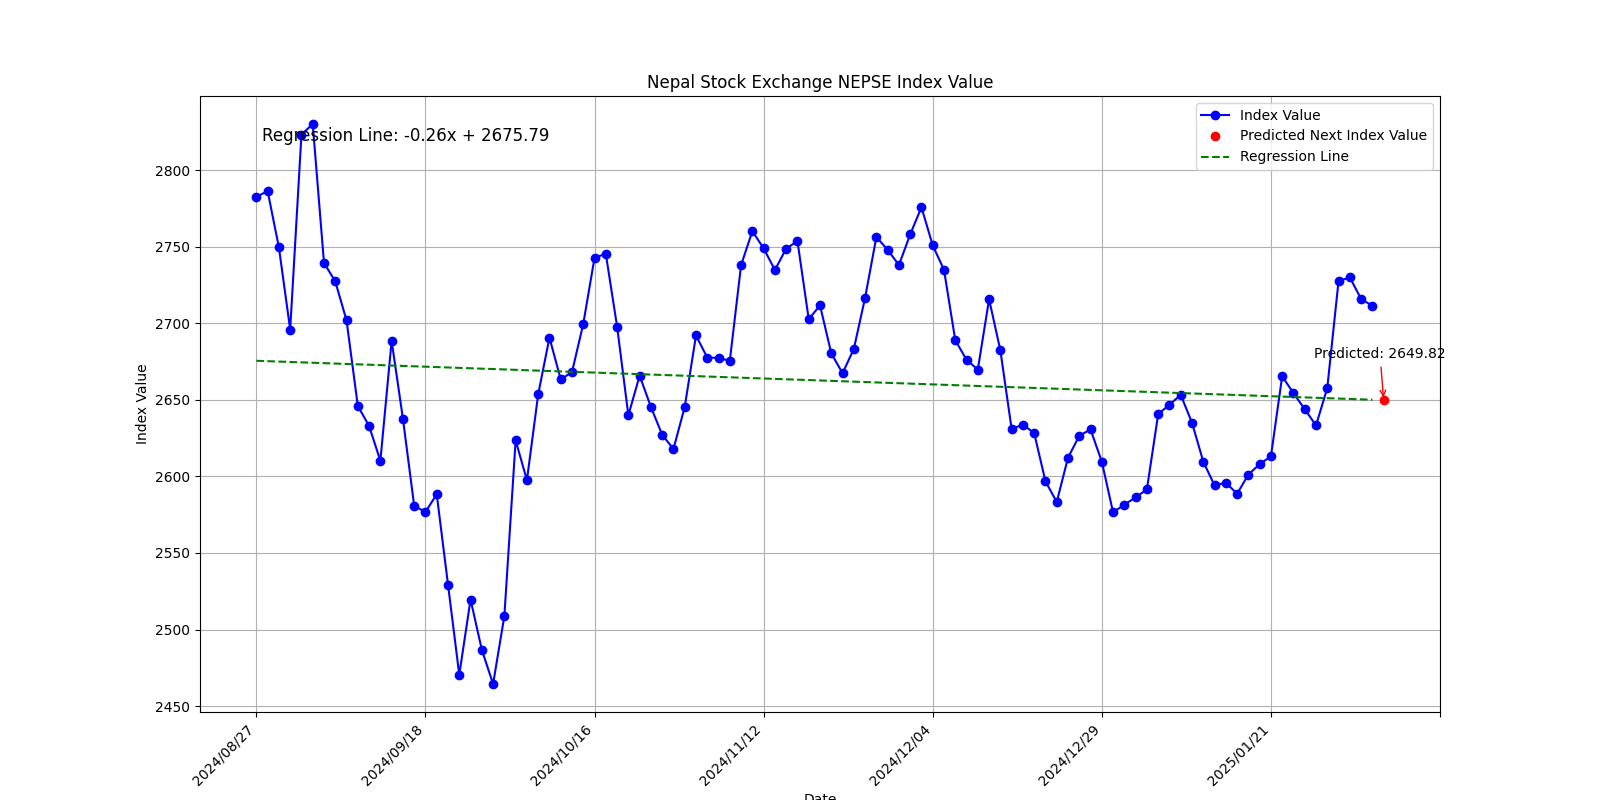 Nepal Stock Exchange NEPSE Index Value
Regression Line: -0.26x + 2675.79
Index Value
Predicted Next Index Value
Regression Line
2800
2750
2700
2650
2600
2550
2500
2450
Index Value
Predicted: 2649.82
2024/08/27
2024/09/18
2024/10/16
2024/11/12
2024/12/04
2024/12/29
2025/01/21
Date